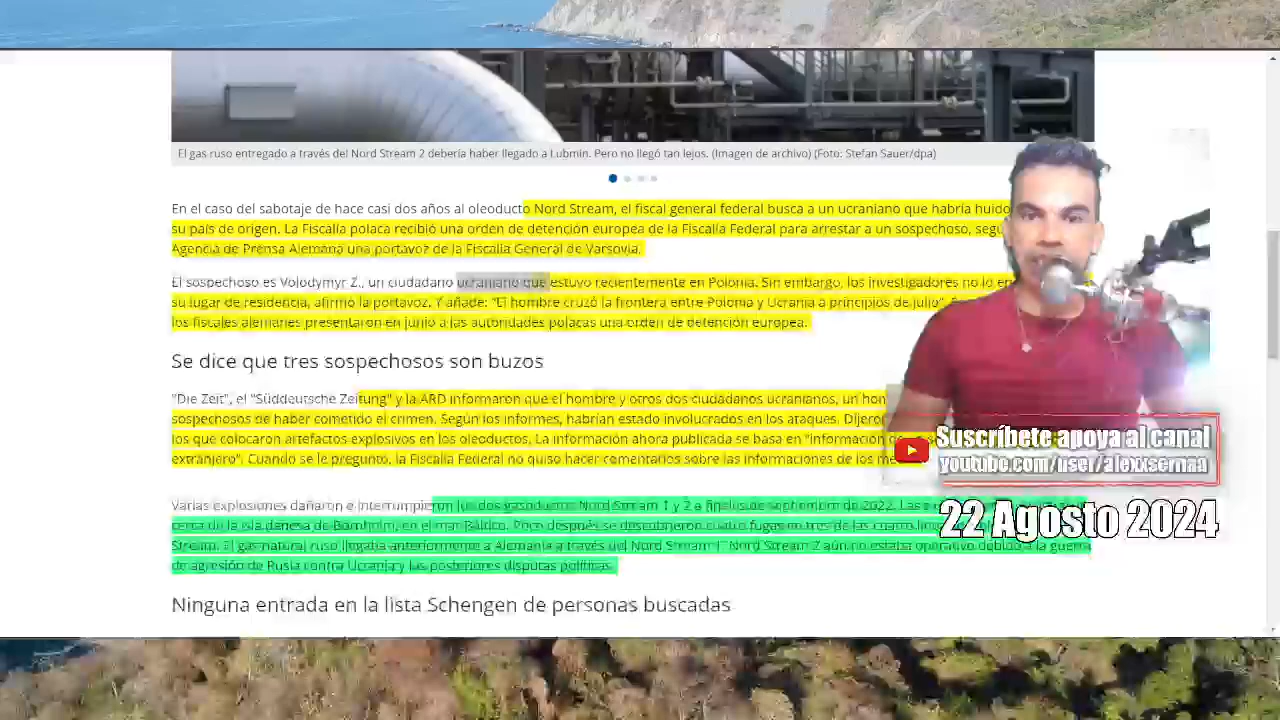 El gas ruso entregado a través del Nord Stream 2 debería haber llegado a Lubmin. Pero no llegó tan lejos. (Imagen de archivo) (Foto: Stefan Sauer/dpa)
En el caso del sabotaje de hace casi dos años al oleoducto Nord Stream, el fiscal general federal busca a un ucraniano que habría huido
su país de origen. La Fiscalía polaca recibió una orden de detención europea de la Fiscalía Federal para arrestar a un sospechoso,
Agencia de Prensa Alemana una portavoz de la Fiscalía General de Varsovia.
El sospechoso es Volodymyr Z., un ciudadano ucraniano que estuvo recientemente en Polonia. Sin embargo, los investigadores no lo
su lugar de residencia, afirmó la portavoz. Y añade: "El hombre cruzó la frontera entre Polonia y Ucrania a principios de julio".
los fiscales alemanes presentaron en junio a las autoridades polacas una orden de detención europea.
Se dice que tres sospechosos son buzos
"Die Zeit", el "Süddeutsche Zeitung" y la ARD informaron que el hombre y otros dos ciudadanos ucranianos, un
sospechosos de haber cometido el crimen. Según los informes, habrían estado involucrados en los ataques.
los que colocaron artefactos explosivos en los oleoductos. La información ahora publicada se basa en "información
extranjero". Cuando se le preguntó, la Fiscalía Federal no quiso hacer comentarios sobre las informaciones de los
Varias explosiones dañaron e interrumpieron los dos gasoductos Nord Stream 1 y 2 a finales de septiembre de 2022.
cerca de la isla danesa de Bornholm, en el mar Báltico. Poco después se descubrieron cuatro fugas en tres de las cuatro
Stream. El gas natural ruso llegaba anteriormente a Alemania a través del Nord Stream 1. Nord Stream 2 aún no estaba operativo debido a la guerra
de agresión de Rusia contra Ucrania y las posteriores disputas políticas.
Ninguna entrada en la lista Schengen de personas buscadas
Suscríbete apoya al canal
youtube.com/user/alexxsernaa
22 Agosto 2024